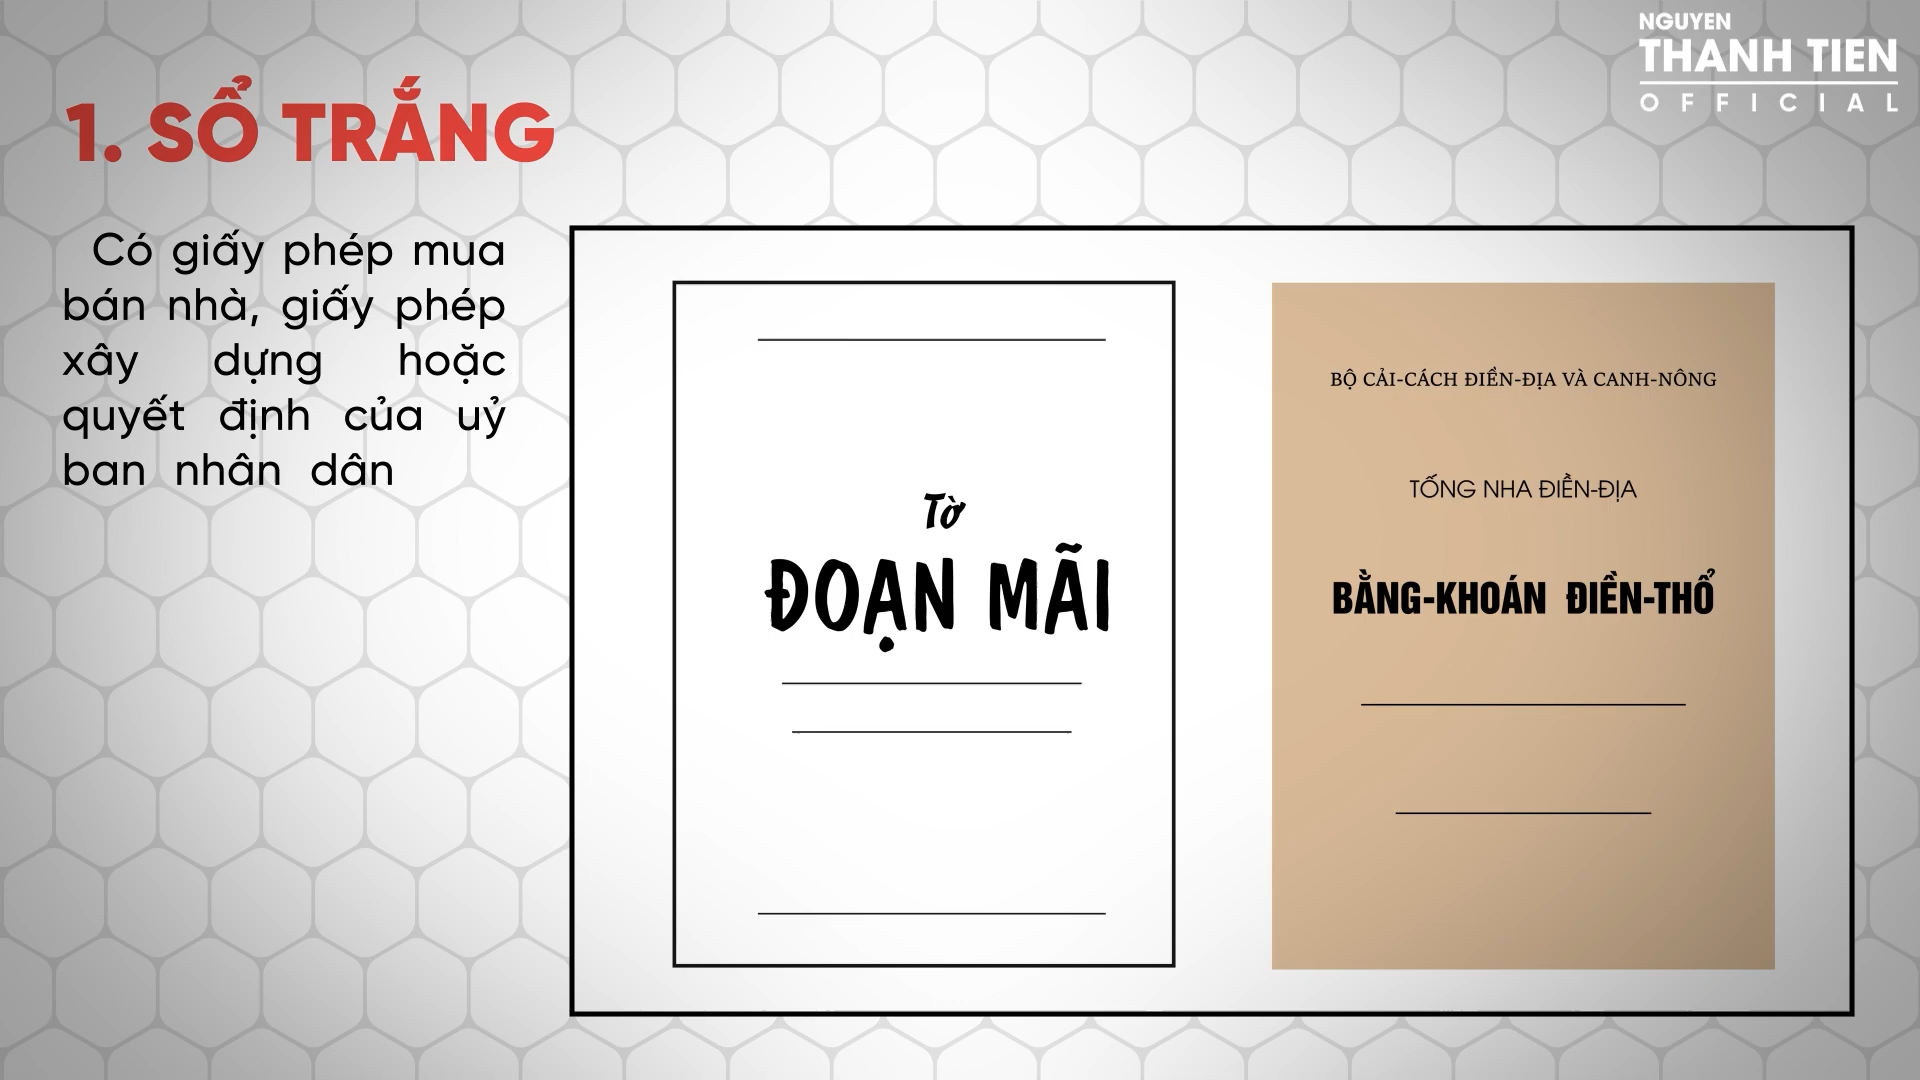 NGUYEN
THANH TIEN
OFFICIAL
1. SỔ TRẮNG
Có giấy phép mua
bán nhà, giấy phép
xây dựng hoặc
quyết định của uỷ
ban nhân dân
Tờ
ĐOẠN MÃI
BỘ CẢI-CÁCH ĐIỀN-ĐỊA VÀ CANH-NÔNG
TỐNG NHA ĐIỀN-ĐỊA
BẰNG-KHOÁN ĐIỀN-THỔ